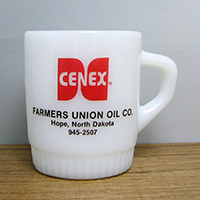 CENEX
FARMERS UNION OIL CO.
Hope, North Dakota
945-2507